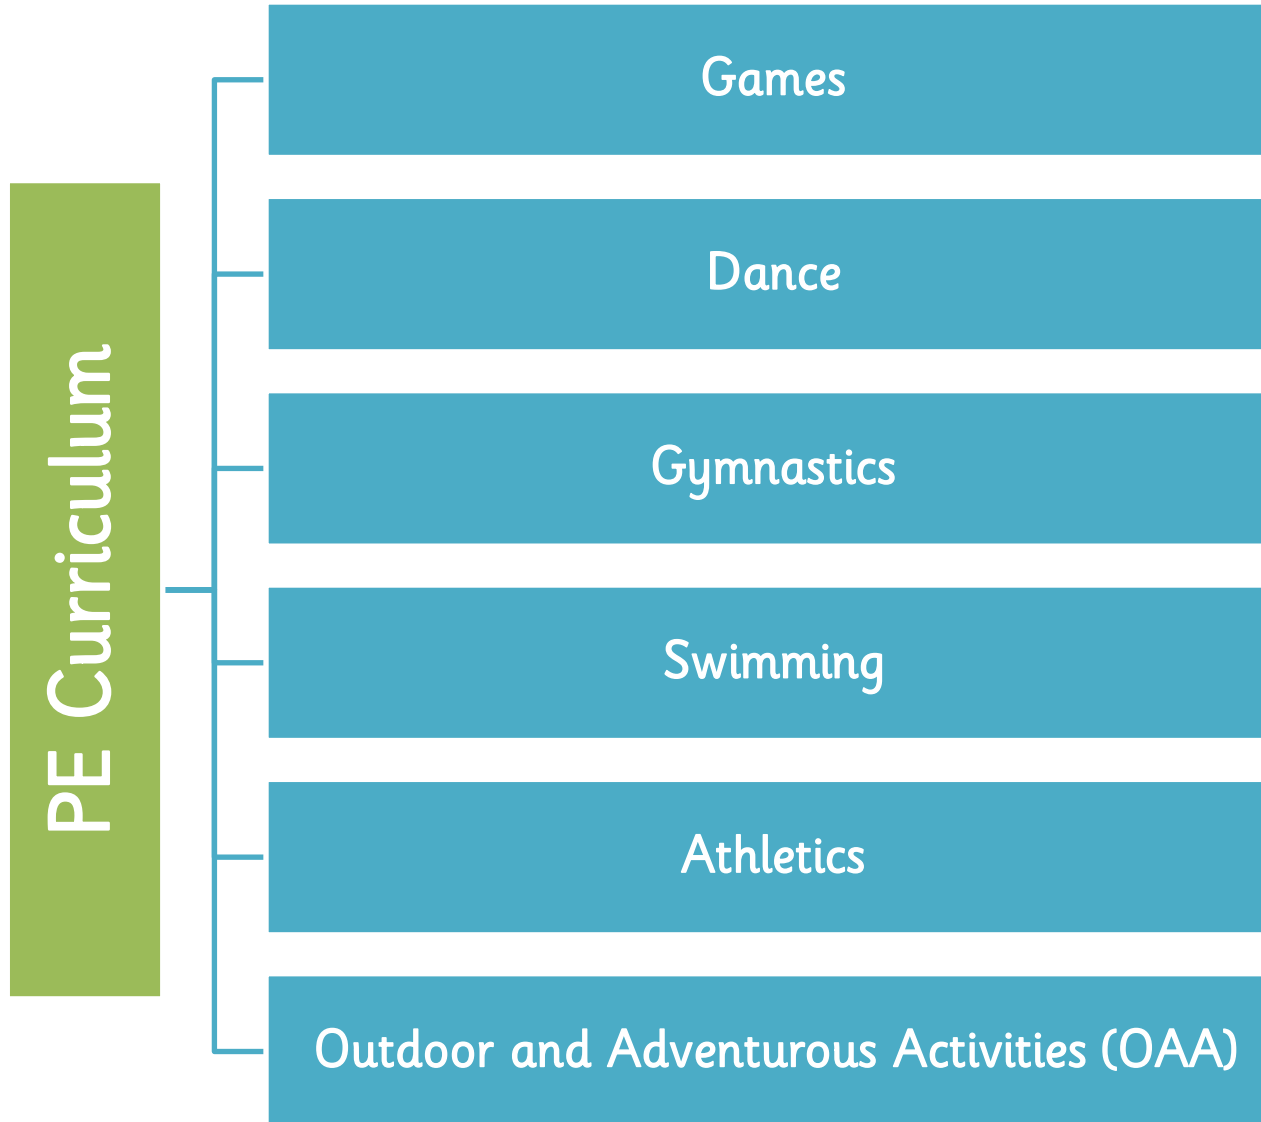 PE Curriculum
Games
Dance
Gymnastics
Swimming
Athletics
Outdoor and Adventurous Activities (OAA)